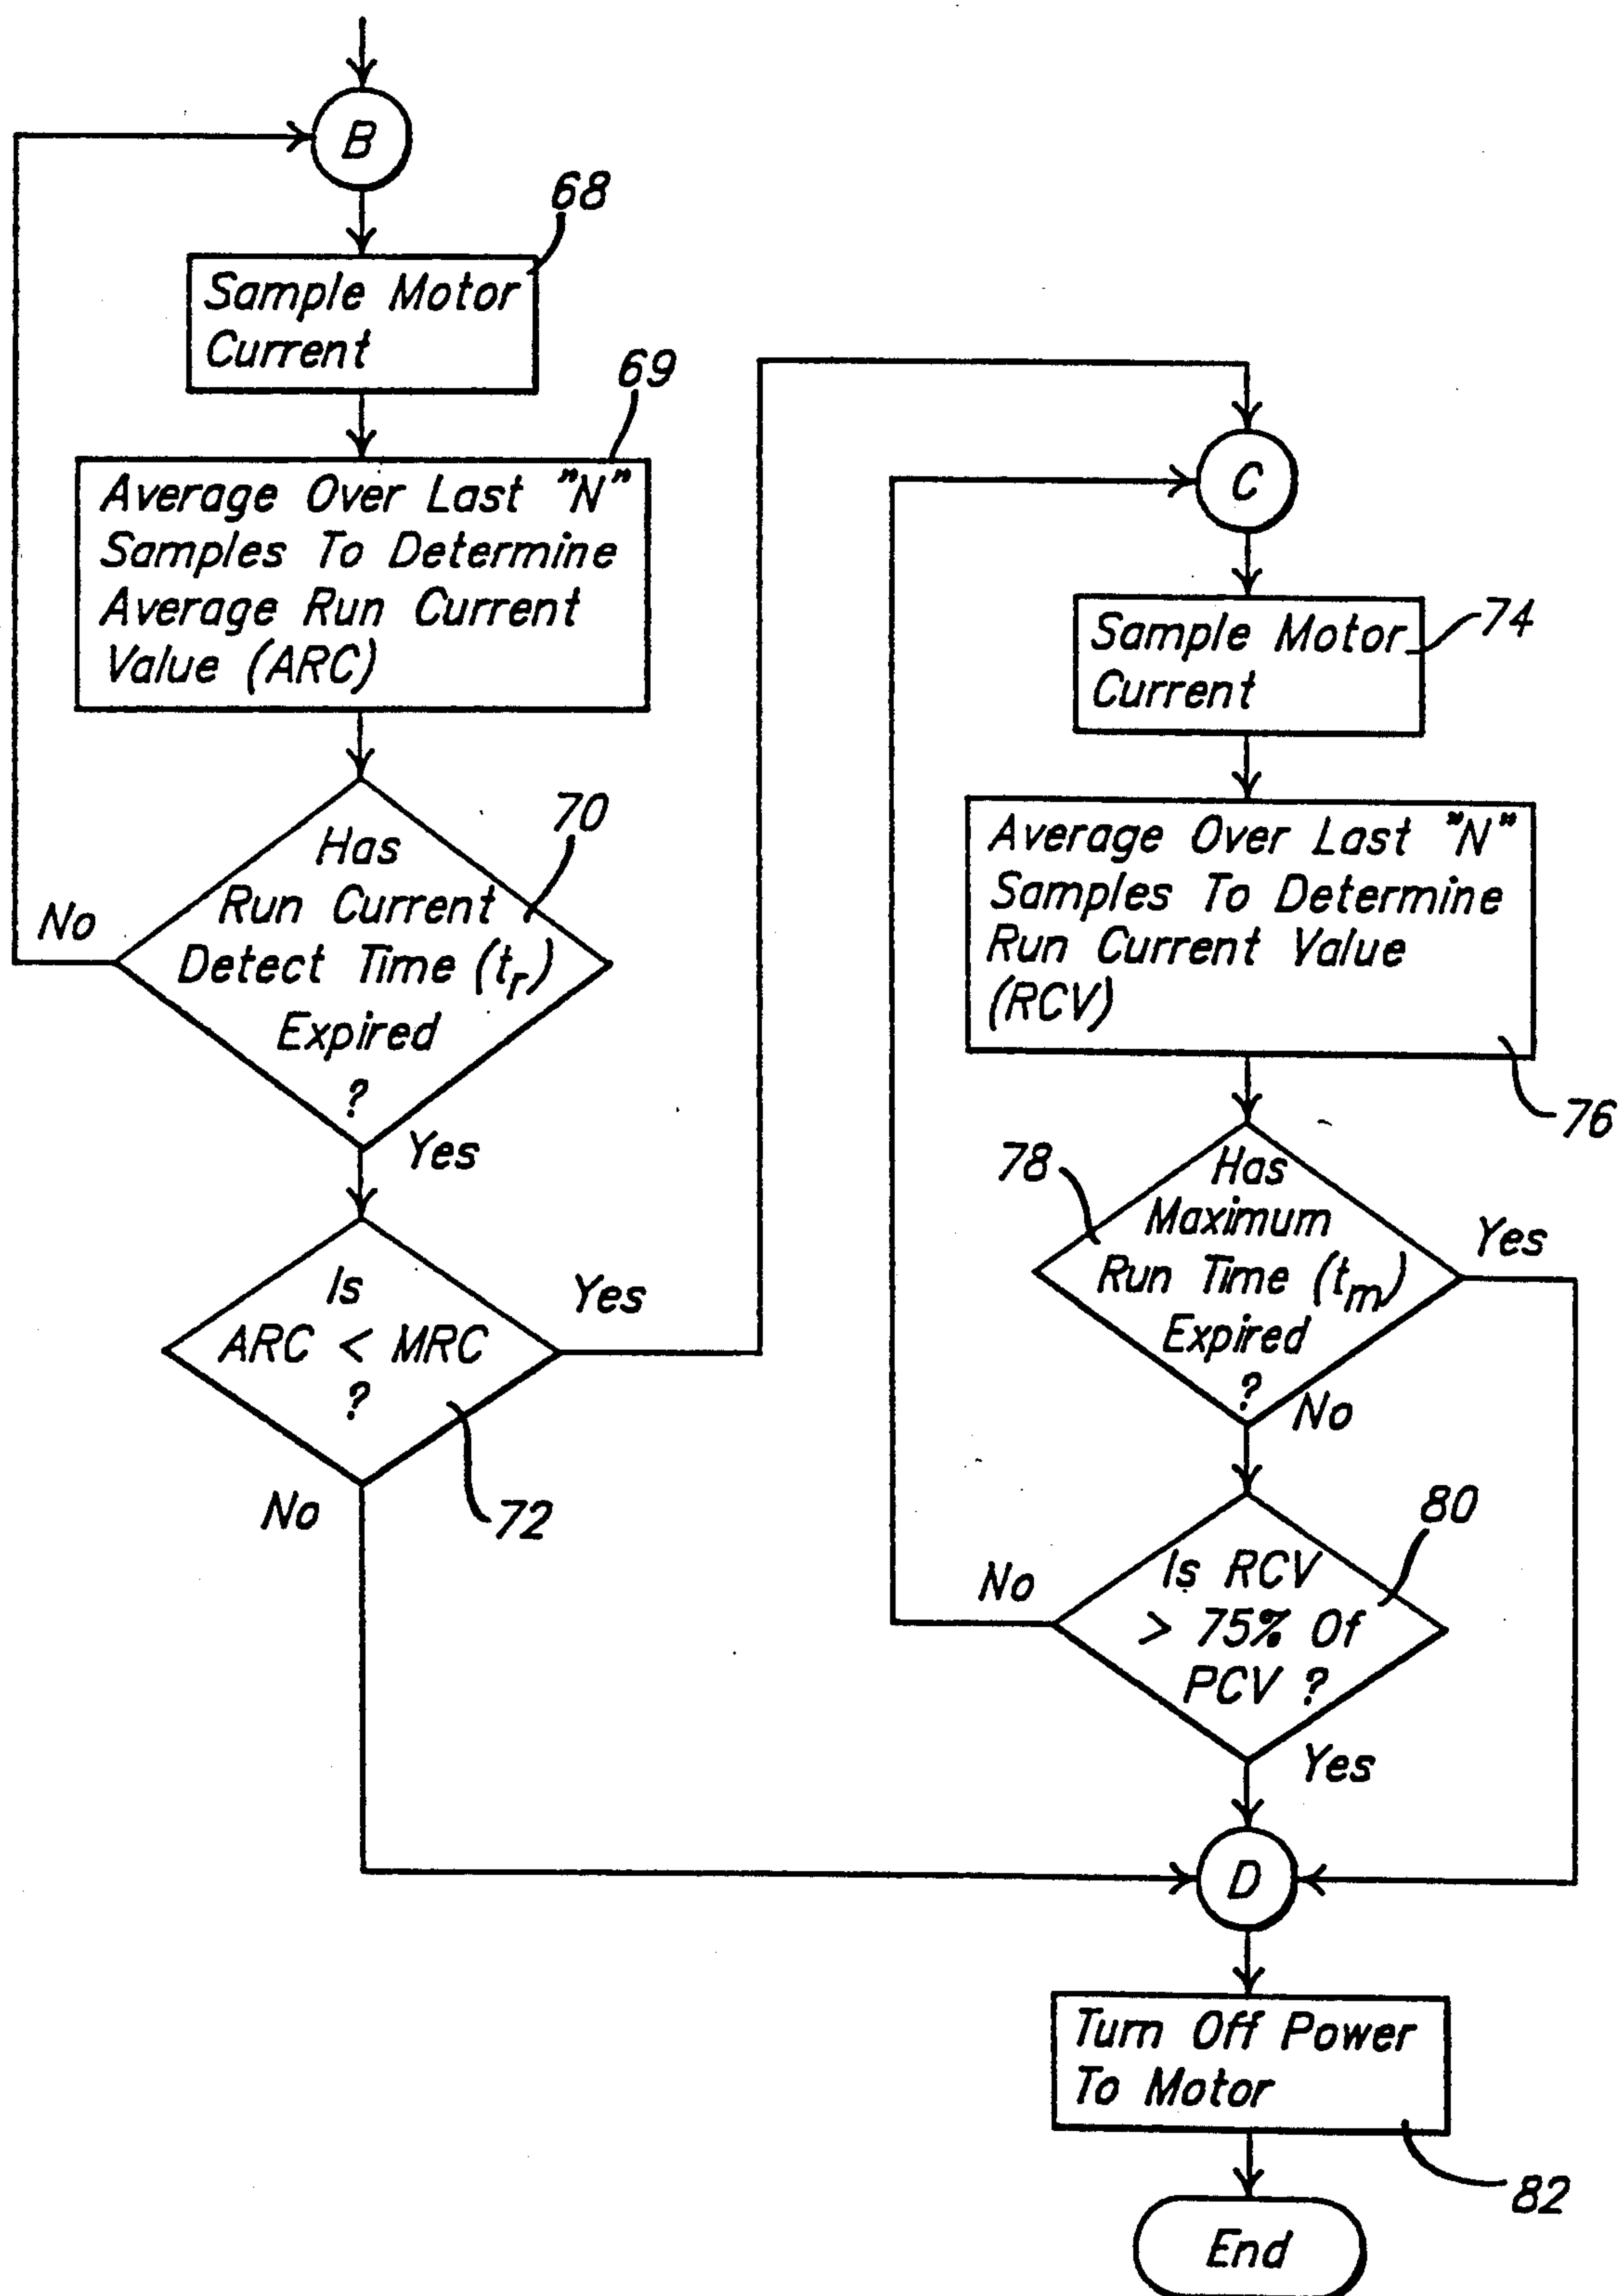 B
68
Sample Motor
Current
69
Average Over Last "N"
Samples To Determine
Average Run Current
Value (ARC)
70
Has
Run Current
Detect Time (tr)
Expired
?
No
Yes
Is
ARC < MRC
?
Yes
No
72
C
Sample Motor
Current
74
Average Over Last "N"
Samples To Determine
Run Current Value
(RCV)
76
78
Has
Maximum
Run Time (tm)
Expired
?
Yes
No
80
Is RCV
> 75% Of
PCV ?
No
Yes
D
Turn Off Power
To Motor
82
End